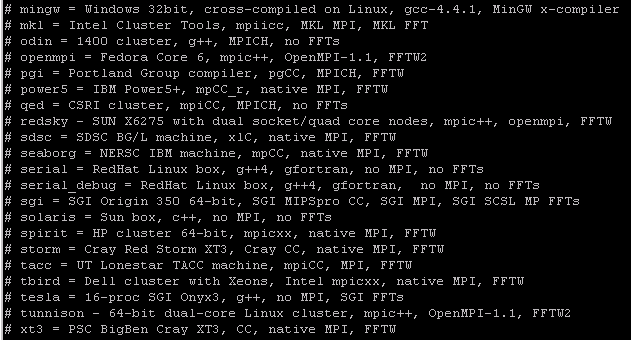 # mingw = Windows 32bit, cross-compiled on Linux, gcc-4.4.1, MinGW x-compiler
# mkl = Intel Cluster Tools, mpiicc, MKL MPI, MKL FFT
# odin = 1400 cluster, g++, MPICH, no FFTs
# openmpi = Fedora Core 6, mpic++, OpenMPI-1.1, FFTW2
# pgi = Portland Group compiler, pgCC, MPICH, FFTW
# power5 = IBM Power5+, mpCC_r, native MPI, FFTW
# qed = CSRI cluster, mpiCC, MPICH, no FFTs
# redsky - SUN X6275 with dual socket/quad core nodes, mpic++, openmpi, FFTW
# sdsc = SDSC BG/L machine, xlC, native MPI, FFTW
# seaborg = NERSC IBM machine, mpCC, native MPI, FFTW
# serial = RedHat Linux box, g++4, gfortran, no MPI, no FFTs
# serial_debug = RedHat Linux box, g++4, gfortran,  no MPI, no FFTs
# sgi = SGI Origin 350 64-bit, SGI MIPSpro CC, SGI MPI, SGI SCSL MP FFTs
# solaris = Sun box, c++, no MPI, no FFTs
# spirit = HP cluster 64-bit, mpicxx, native MPI, FFTW
# storm = Cray Red Storm XT3, Cray CC, native MPI, FFTW
# tacc = UT Lonestar TACC machine, mpiCC, MPI, FFTW
# tbird = Dell cluster with Xeons, Intel mpicxx, native MPI, FFTW
# tesla = 16-proc SGI Onyx3, g++, no MPI, SGI FFTs
# tunnison - 64-bit dual-core Linux cluster, mpic++, OpenMPI-1.1, FFTW2
# xt3 = PSC BigBen Cray XT3, CC, native MPI, FFTW